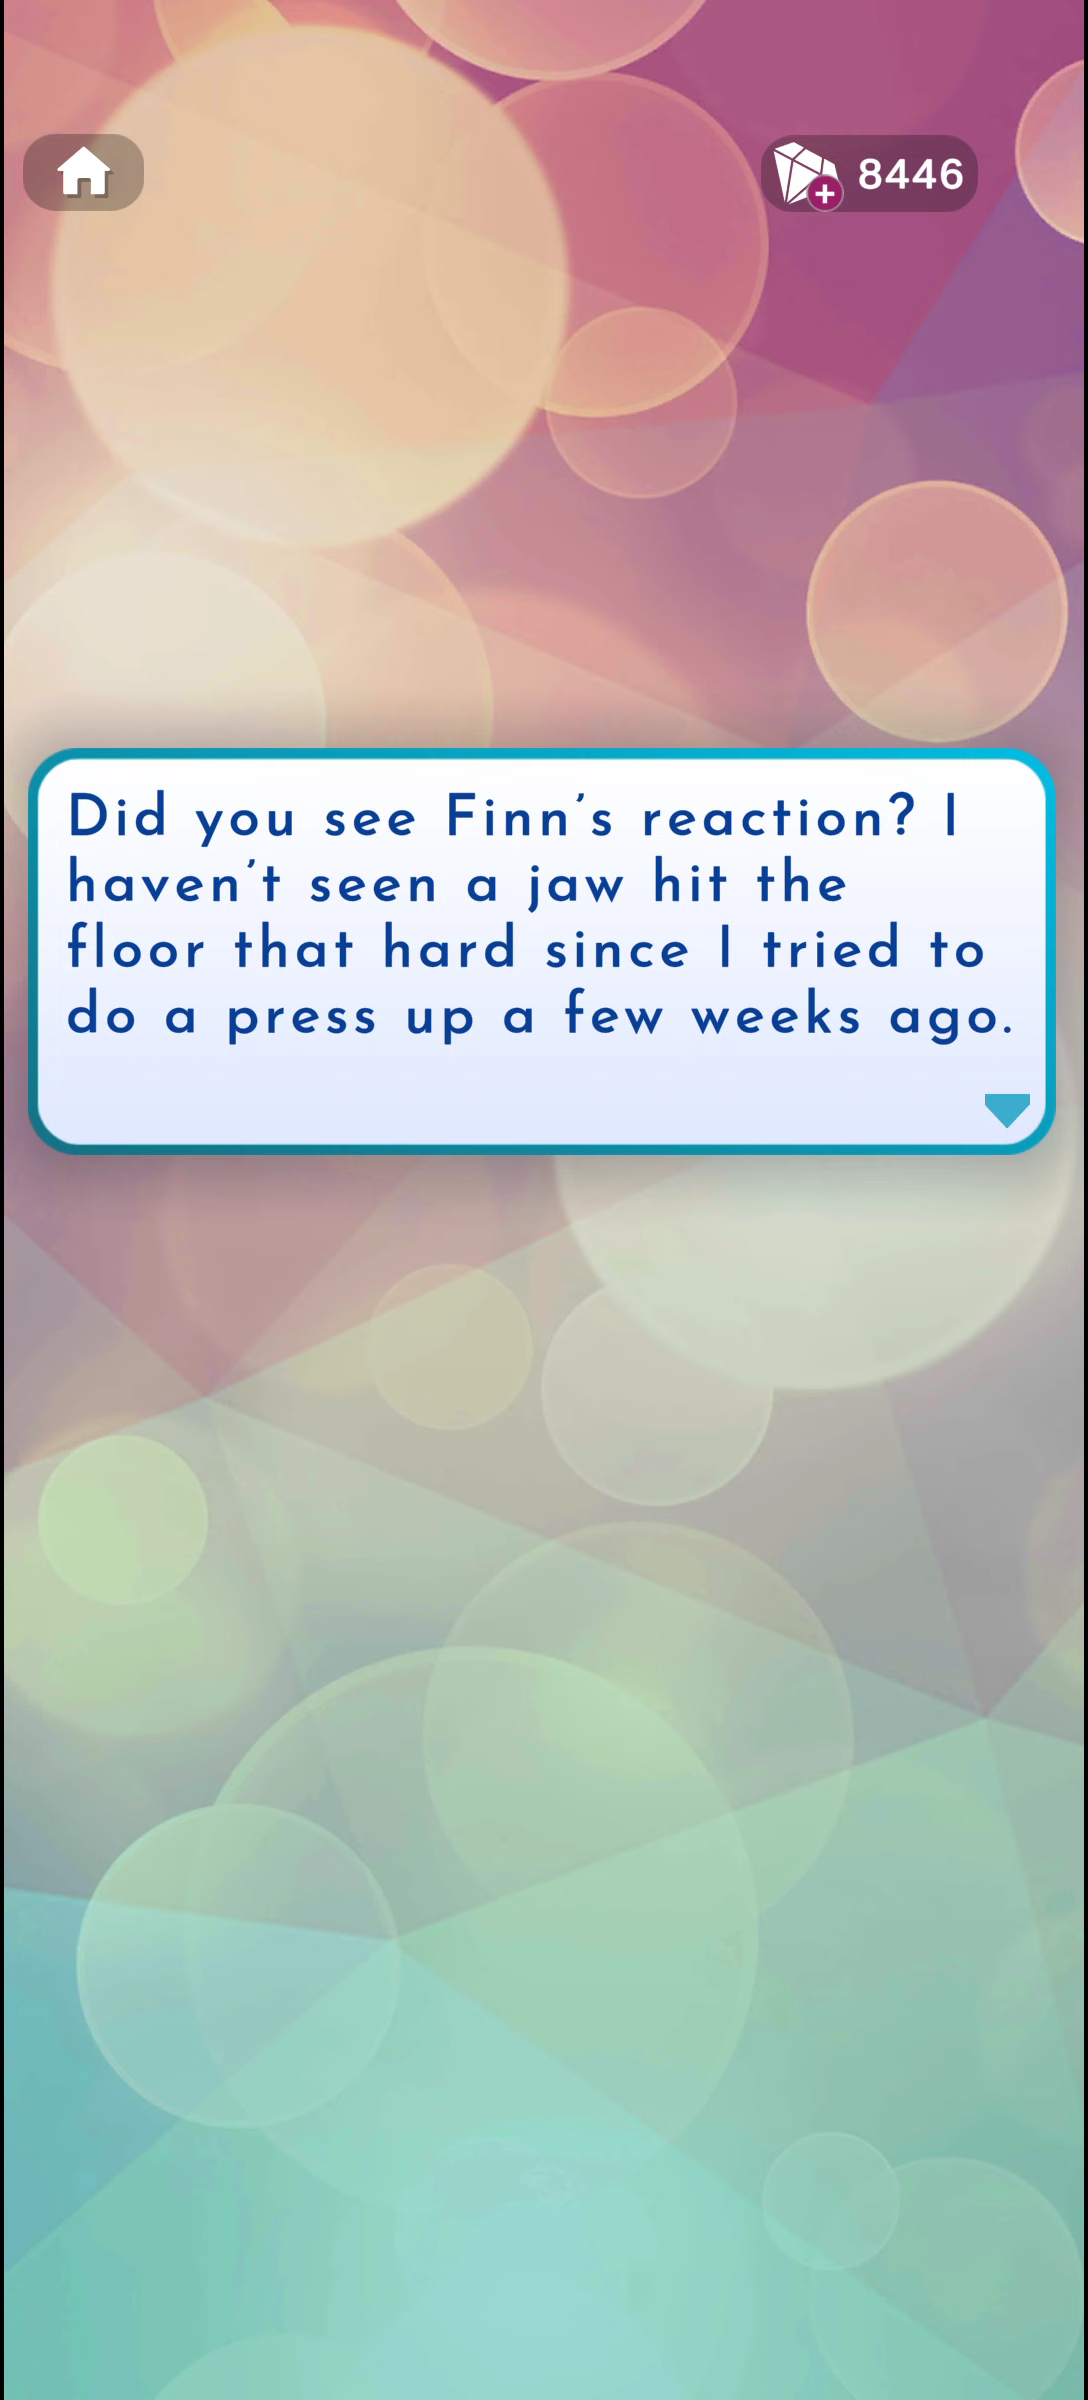 8446
Did you see Finn’s reaction? I
haven’t seen a jaw hit the
floor that hard since I tried to
do a press up a few weeks ago.